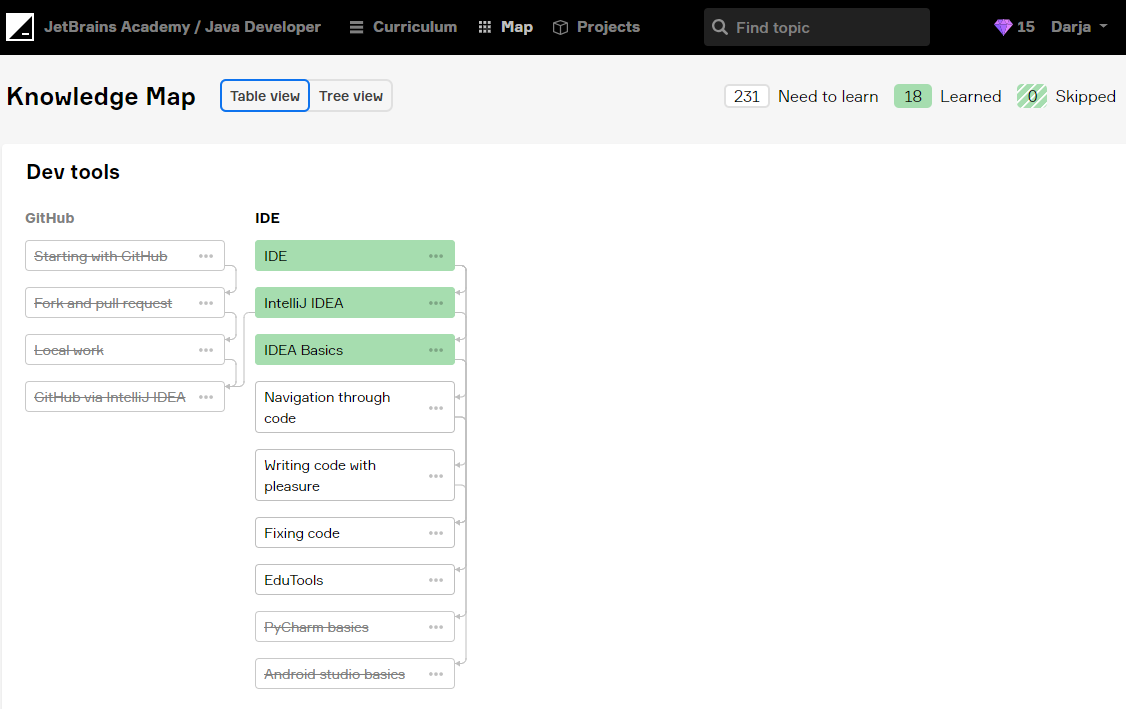 JetBrains Academy / Java Developer Curriculum Map Projects Find topic 15 Darja
Knowledge Map Table view Tree view 231 Need to learn 18 Learned 0 Skipped
Dev tools
GitHub
Starting with GitHub
Fork and pull request
Local work
GitHub via IntelliJ IDEA
IDE
IDE
IntelliJ IDEA
IDEA Basics
Navigation through
code
Writing code with
pleasure
Fixing code
EduTools
PyCharm basics
Android studio basics